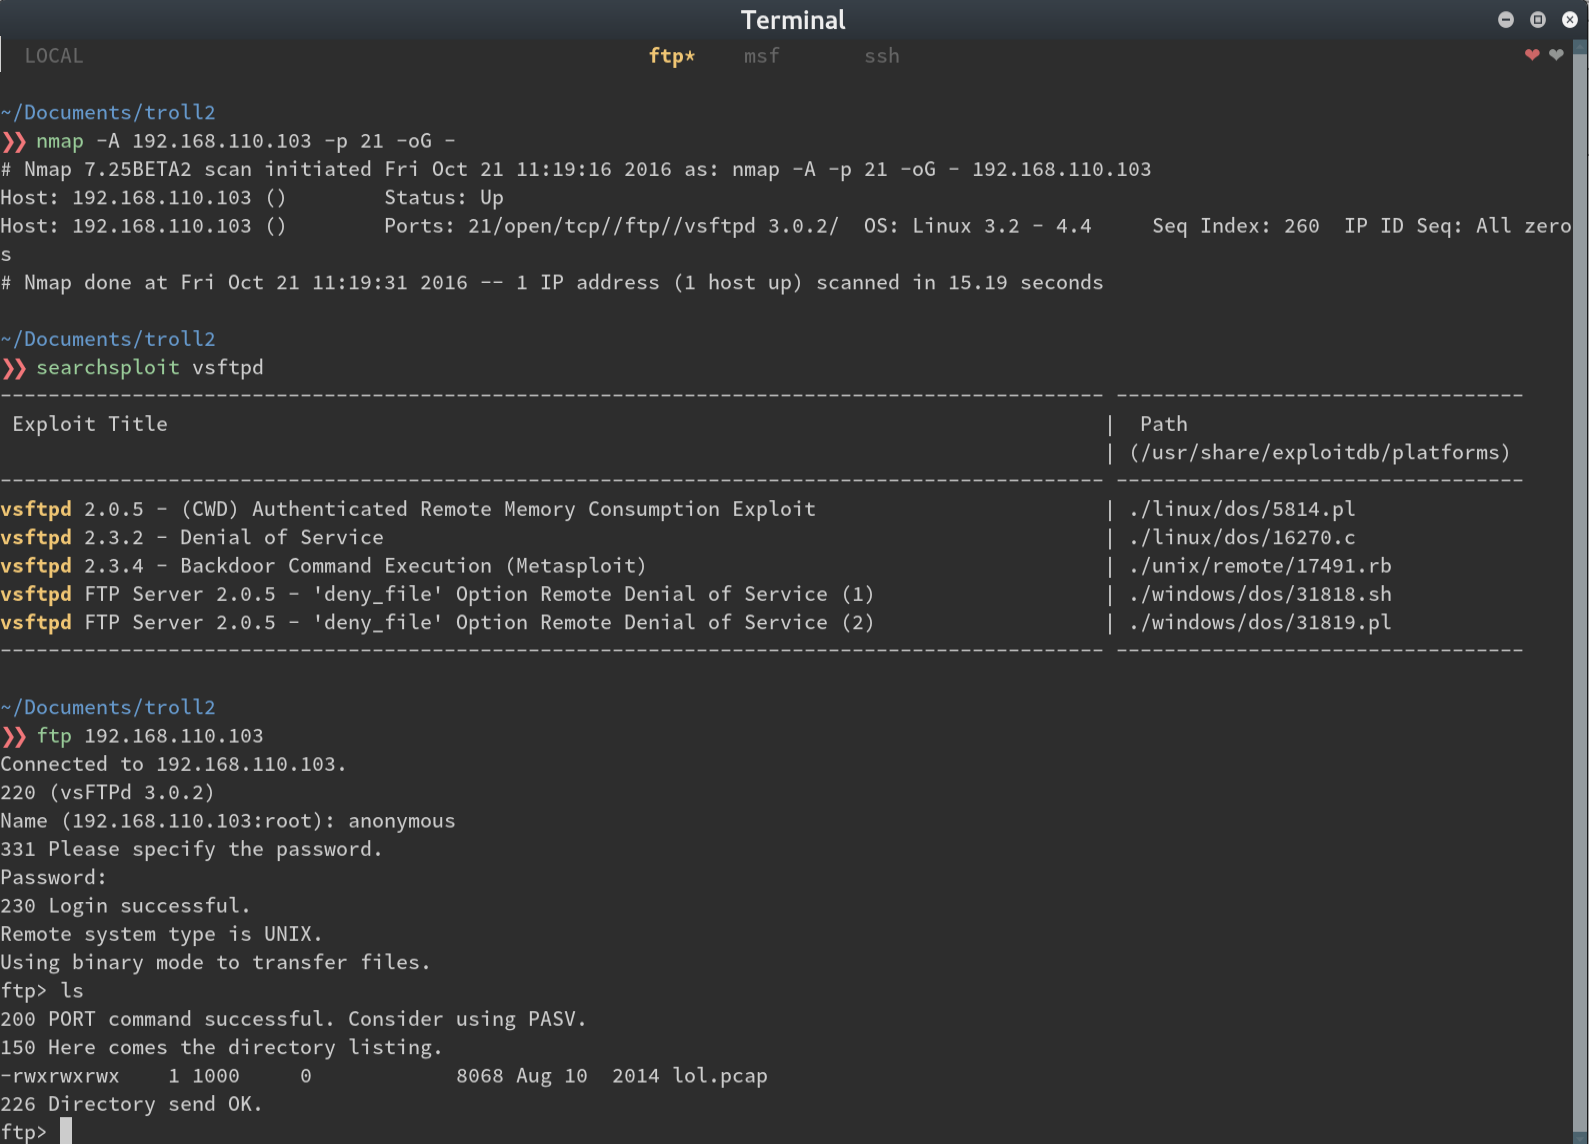 Terminal
LOCAL ftp* msf ssh
~/Documents/troll2
❯❯ nmap -A 192.168.110.103 -p 21 -oG -
# Nmap 7.25BETA2 scan initiated Fri Oct 21 11:19:16 2016 as: nmap -A -p 21 -oG - 192.168.110.103
Host: 192.168.110.103 () Status: Up
Host: 192.168.110.103 () Ports: 21/open/tcp//ftp//vsftpd 3.0.2/ OS: Linux 3.2 - 4.4 Seq Index: 260 IP ID Seq: All zero
s
# Nmap done at Fri Oct 21 11:19:31 2016 -- 1 IP address (1 host up) scanned in 15.19 seconds
~/Documents/troll2
❯❯ searchsploit vsftpd
-------------------------------------------------------------------------------------------- ----------------------------------
Exploit Title | Path
| (/usr/share/exploitdb/platforms)
-------------------------------------------------------------------------------------------- ----------------------------------
vsftpd 2.0.5 - (CWD) Authenticated Remote Memory Consumption Exploit | ./linux/dos/5814.pl
vsftpd 2.3.2 - Denial of Service | ./linux/dos/16270.c
vsftpd 2.3.4 - Backdoor Command Execution (Metasploit) | ./unix/remote/17491.rb
vsftpd FTP Server 2.0.5 - 'deny_file' Option Remote Denial of Service (1) | ./windows/dos/31818.sh
vsftpd FTP Server 2.0.5 - 'deny_file' Option Remote Denial of Service (2) | ./windows/dos/31819.pl
-------------------------------------------------------------------------------------------- ----------------------------------
~/Documents/troll2
❯❯ ftp 192.168.110.103
Connected to 192.168.110.103.
220 (vsFTPd 3.0.2)
Name (192.168.110.103:root): anonymous
331 Please specify the password.
Password:
230 Login successful.
Remote system type is UNIX.
Using binary mode to transfer files.
ftp> ls
200 PORT command successful. Consider using PASV.
150 Here comes the directory listing.
-rwxrwxrwx 1 1000 0 8068 Aug 10 2014 lol.pcap
226 Directory send OK.
ftp>